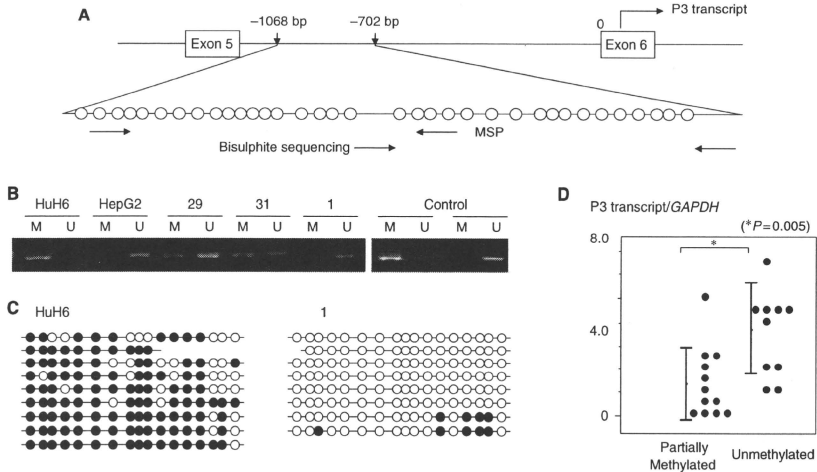 A
−1068 bp
−702 bp
0
P3 transcript
Exon 5
Exon 6
MSP
Bisulphite sequencing
B
HuH6 HepG2 29 31 1 Control
M U M U M U M U M U M U M U
C
HuH6
1
D
P3 transcript/GAPDH
(*P=0.005)
8.0
*
4.0
0
Partially
Methylated
Unmethylated